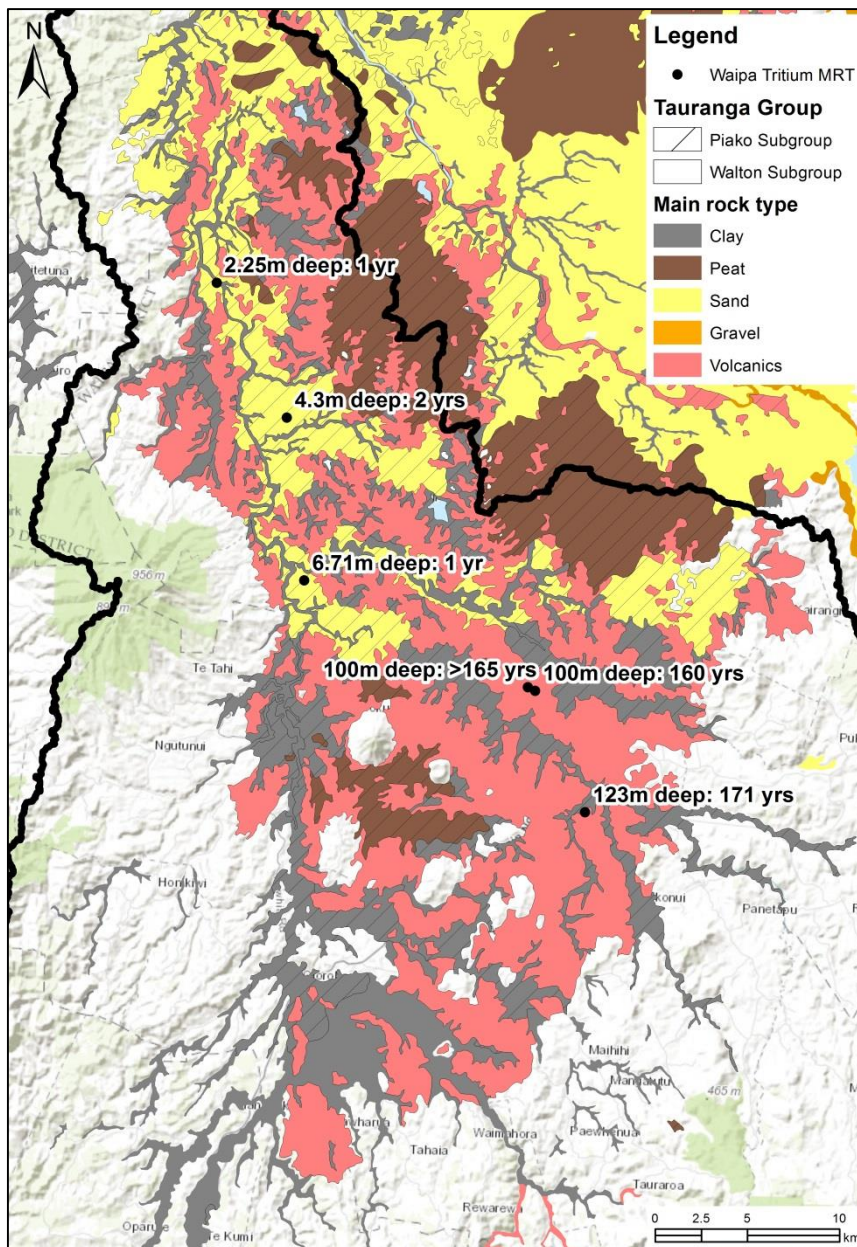 N
Legend
Waipa Tritium MRT
Tauranga Group
Piako Subgroup
Walton Subgroup
Main rock type
Clay
Peat
Sand
Gravel
Volcanics
2.25m deep: 1 yr
4.3m deep: 2 yrs
DISTRICT
956 m
6.71m deep: 1 yr
Te Tahi
100m deep: >165 yrs
100m deep: 160 yrs
Ngutunui
123m deep: 171 yrs
Panetapu
Maihihi
465 m
Paewhenua
Waimahora
Tahaia
Tauraroa
Te Kumi
0 2.5 5 10
km